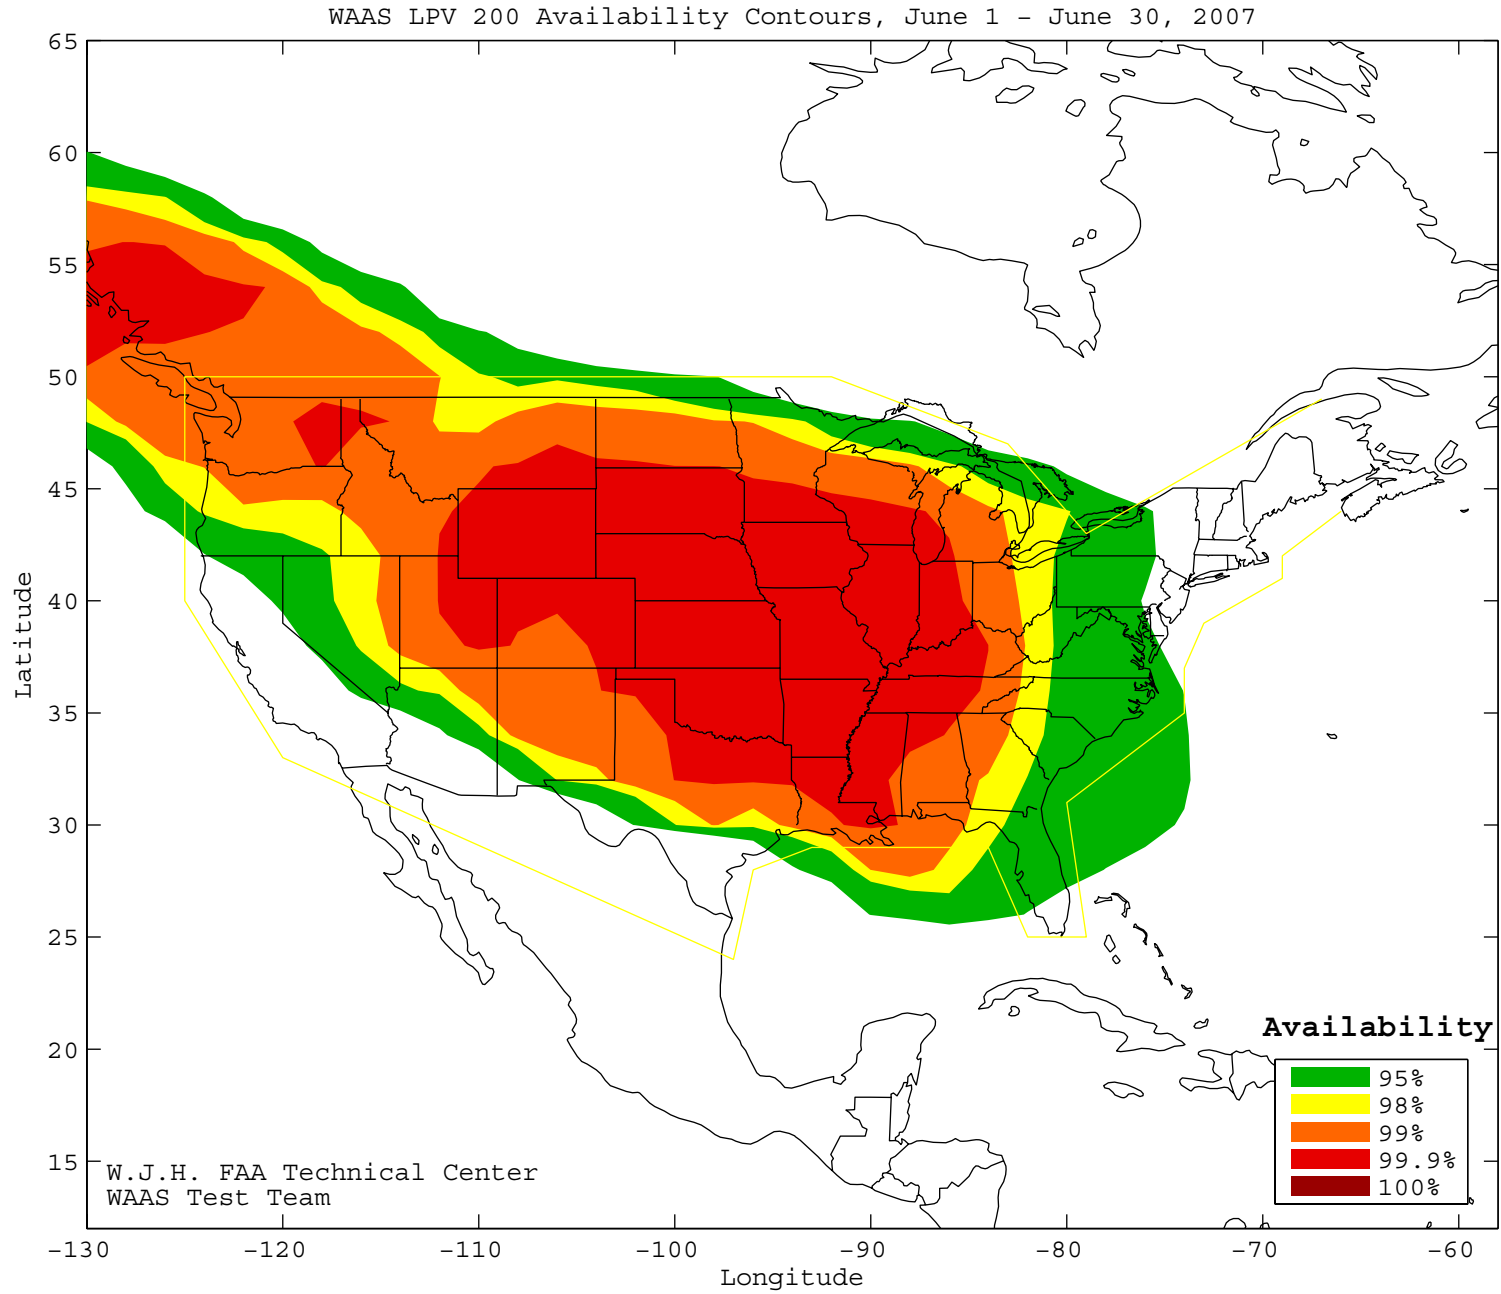 WAAS LPV 200 Availability Contours, June 1 - June 30, 2007
65
60
55
50
45
40
35
30
25
20
15
Latitude
Availability
95%
98%
99%
99.9%
100%
W.J.H. FAA Technical Center
WAAS Test Team
-130 -120 -110 -100 -90 -80 -70 -60
Longitude